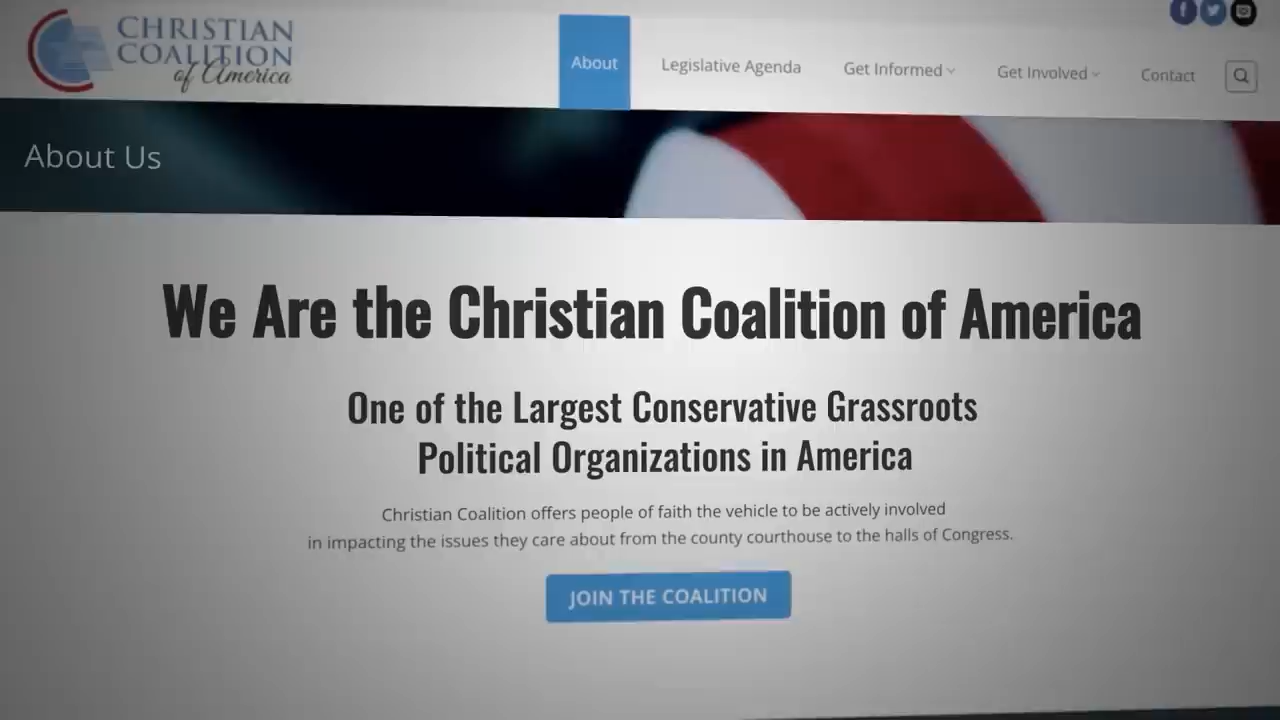 CHRISTIAN
COALITION
of America
About
Legislative Agenda
Get Informed
Get Involved
Contact
About Us
We Are the Christian Coalition of America
One of the Largest Conservative Grassroots
Political Organizations in America
Christian Coalition offers people of faith the vehicle to be actively involved
in impacting the issues they care about from the county courthouse to the halls of Congress.
JOIN THE COALITION